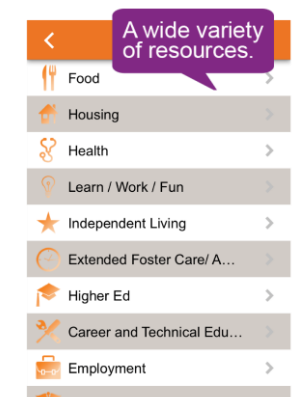 A wide variety
of resources.
Food
Housing
Health
Learn / Work / Fun
Independent Living
Extended Foster Care/ A...
Higher Ed
Career and Technical Edu...
Employment